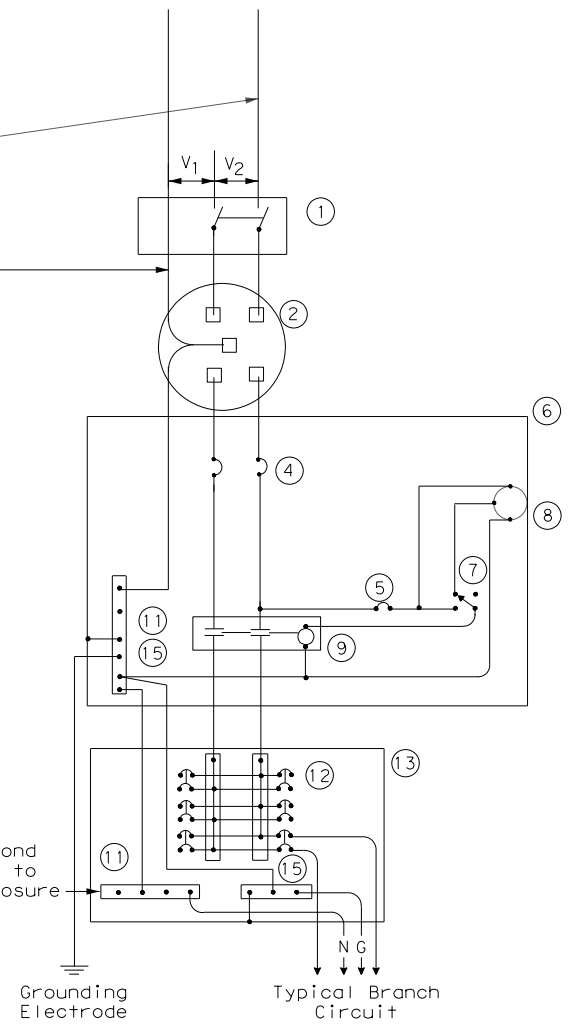 V1
V2
1
2
6
4
8
7
5
11
9
15
13
12
11
15
ond
to
osure
N G
Grounding
Electrode
Typical Branch
Circuit